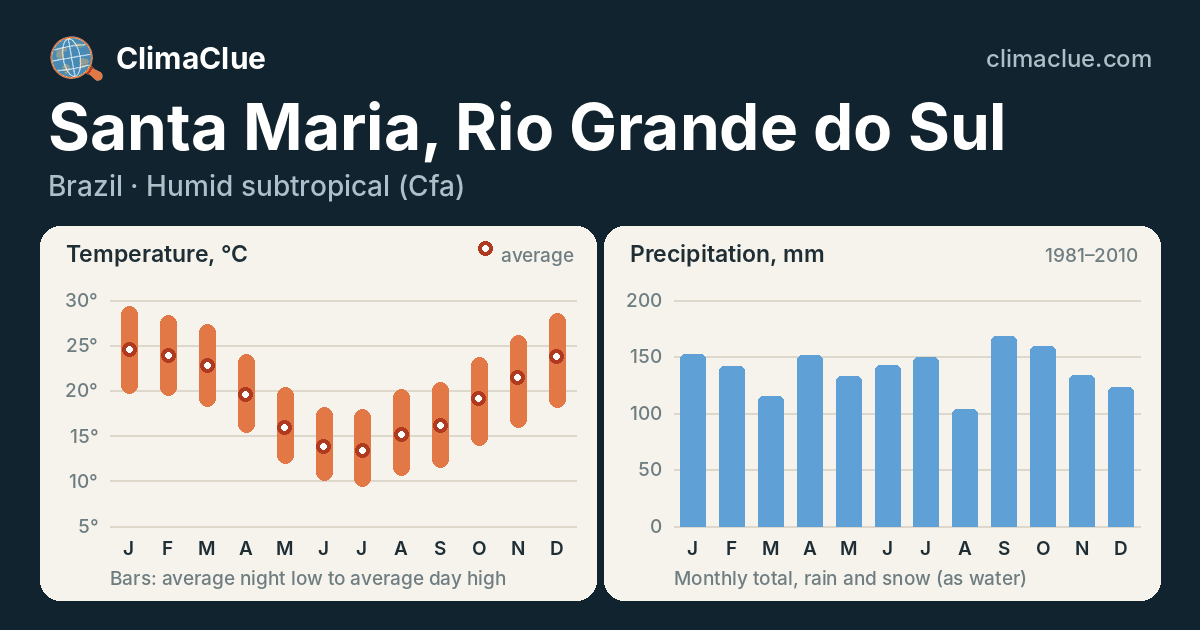 ClimaClue
climaclue.com
Santa Maria, Rio Grande do Sul
Brazil · Humid subtropical (Cfa)
Temperature, °C
average
30°
25°
20°
15°
10°
5°
J F M A M J J A S O N D
Bars: average night low to average day high
Precipitation, mm
1981–2010
200
150
100
50
0
J F M A M J J A S O N D
Monthly total, rain and snow (as water)